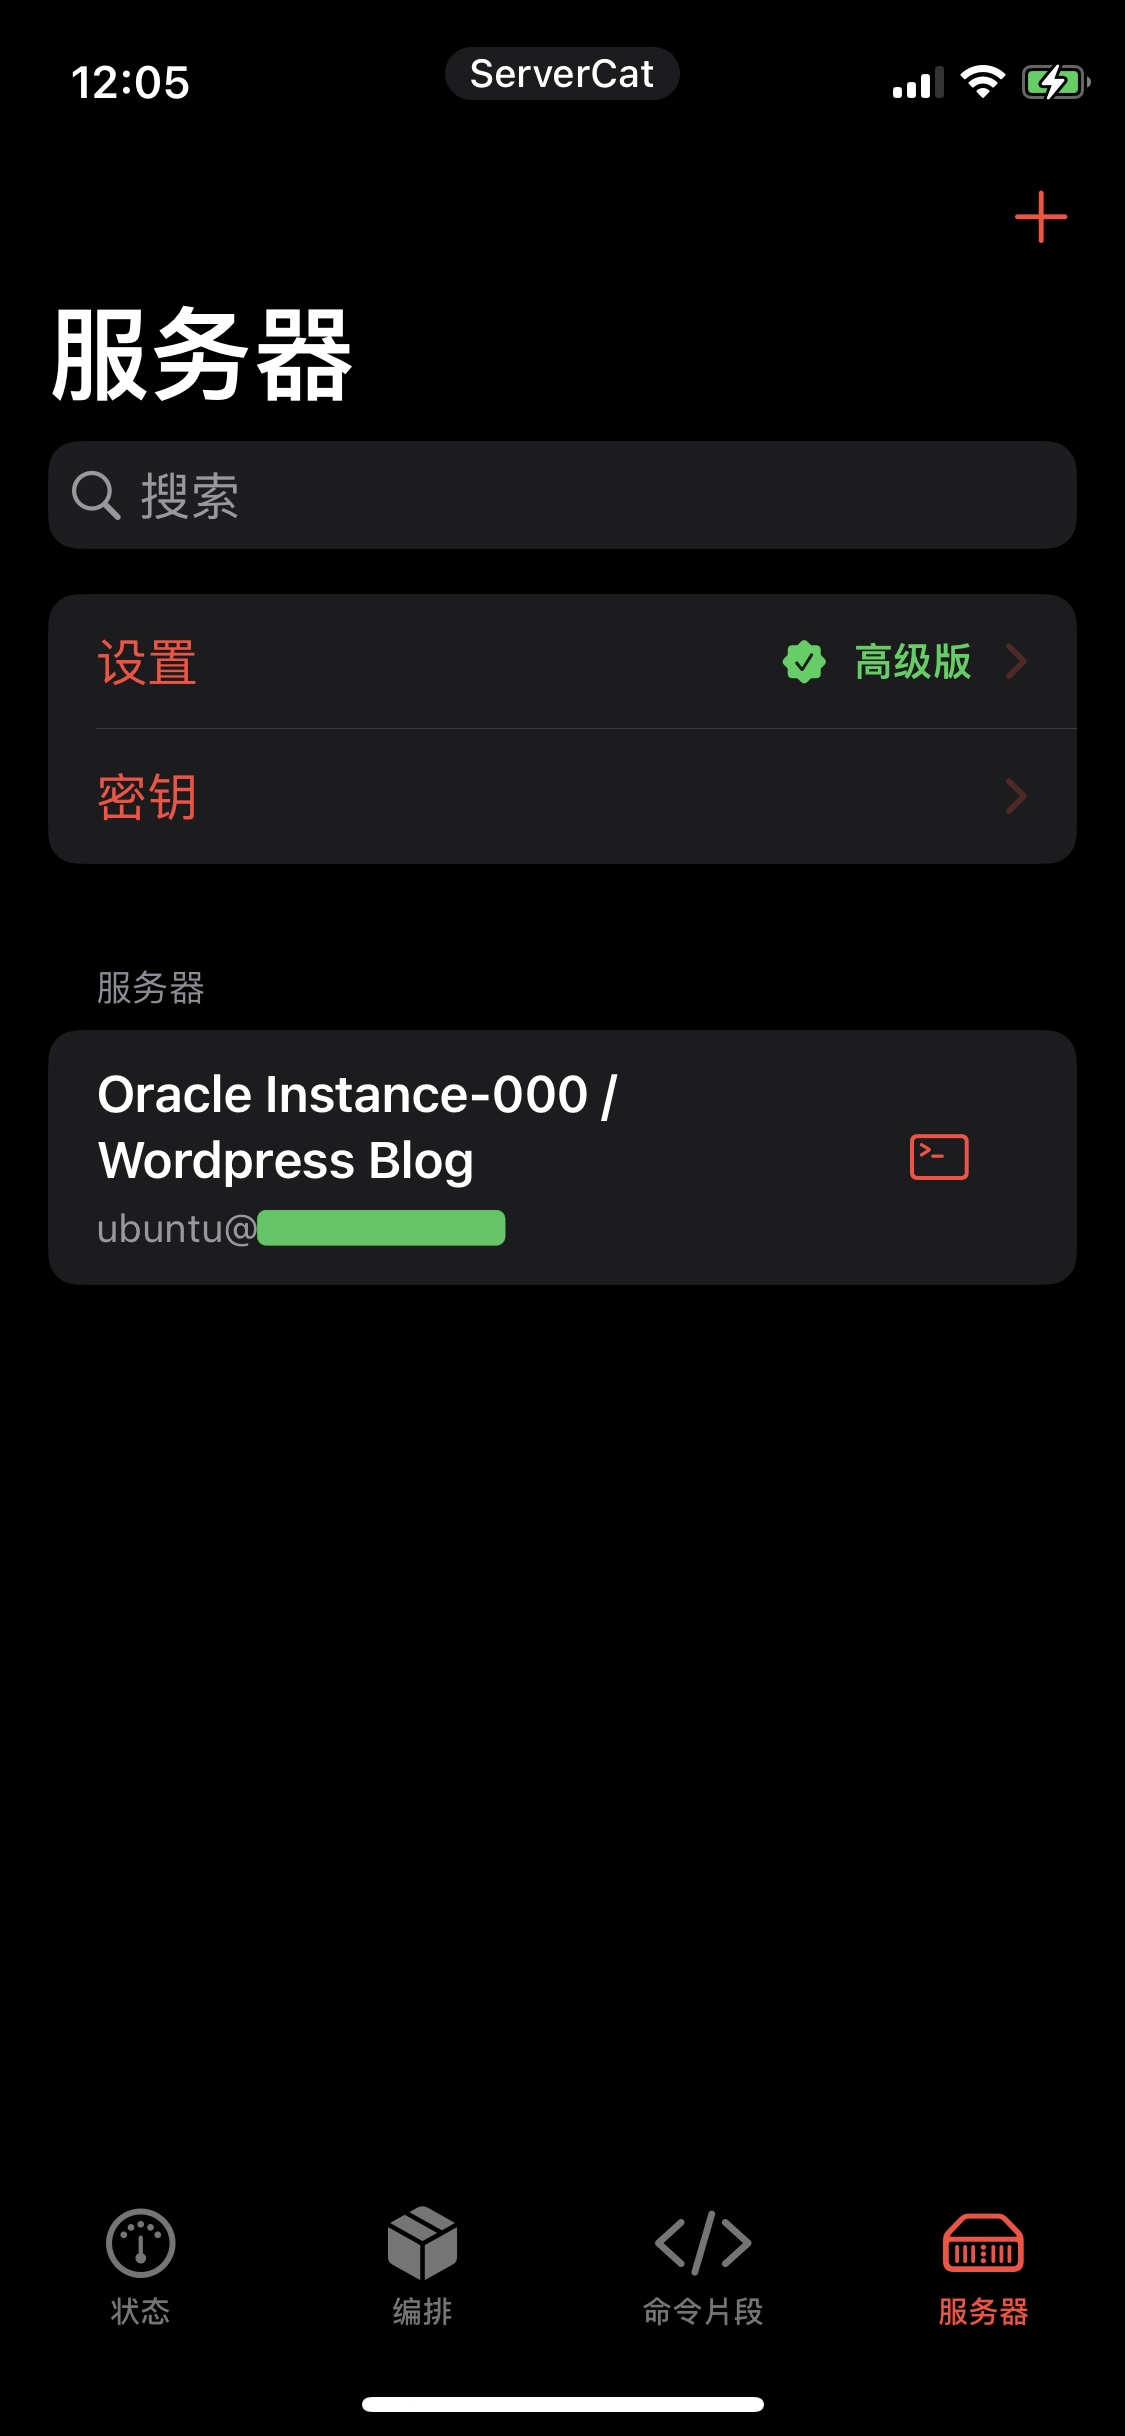 12:05
ServerCat
服务器
搜索
设置
高级版
密钥
服务器
Oracle Instance-000 /
Wordpress Blog
ubuntu@
状态
编排
命令片段
服务器